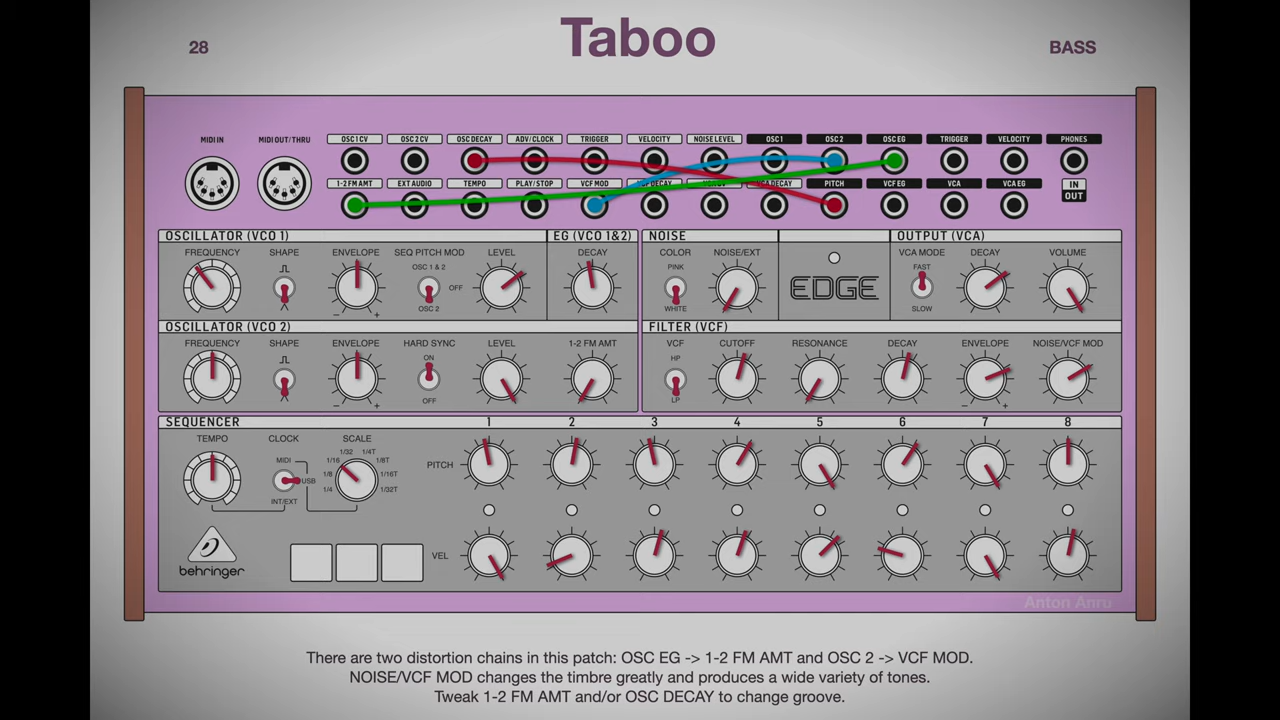 28
Taboo
BASS
MIDI IN
MIDI OUT/THRU
OSC 1 CV
OSC 2 CV
OSC DECAY
ADV/CLOCK
TRIGGER
VELOCITY
NOISE LEVEL
OSC 1
OSC 2
OSC EG
TRIGGER
VELOCITY
PHONES
1-2 FM AMT
EXT AUDIO
TEMPO
PLAY/STOP
VCF MOD
VCF DECAY
VCA DECAY
PITCH
VCF EG
VCA
VCA EG
IN
OUT
OSCILLATOR (VCO 1)
EG (VCO 1&2)
NOISE
OUTPUT (VCA)
FREQUENCY
SHAPE
ENVELOPE
SEQ PITCH MOD
LEVEL
DECAY
COLOR
NOISE/EXT
VCA MODE
DECAY
VOLUME
OSC 1 & 2
OFF
OSC 2
PINK
WHITE
EDGE
FAST
SLOW
– +
OSCILLATOR (VCO 2)
FILTER (VCF)
FREQUENCY
SHAPE
ENVELOPE
HARD SYNC
LEVEL
1-2 FM AMT
VCF
CUTOFF
RESONANCE
DECAY
ENVELOPE
NOISE/VCF MOD
ON
OFF
HP
LP
– +
– +
SEQUENCER
1 2 3 4 5 6 7 8
TEMPO
CLOCK
SCALE
MIDI
USB
INT/EXT
1/4
1/8
1/16
1/32
1/4T
1/8T
1/16T
1/32T
PITCH
VEL
behringer
Anton Anru
There are two distortion chains in this patch: OSC EG -> 1-2 FM AMT and OSC 2 -> VCF MOD.
NOISE/VCF MOD changes the timbre greatly and produces a wide variety of tones.
Tweak 1-2 FM AMT and/or OSC DECAY to change groove.